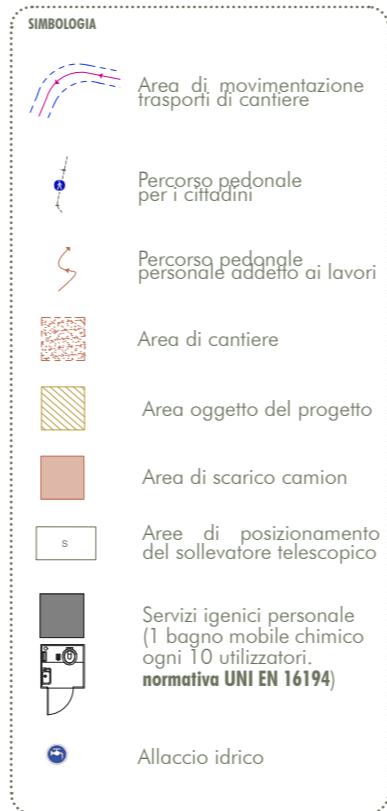 SIMBOLOGIA
Area di movimentazione
trasporti di cantiere
Percorso pedonale
per i cittadini
Percorso pedonale
personale addetto ai lavori
Area di cantiere
Area oggetto del progetto
Area di scarico camion
S
Aree di posizionamento
del sollevatore telescopico
Servizi igenici personale
(1 bagno mobile chimico
ogni 10 utilizzatori.
normativa UNI EN 16194)
Allaccio idrico